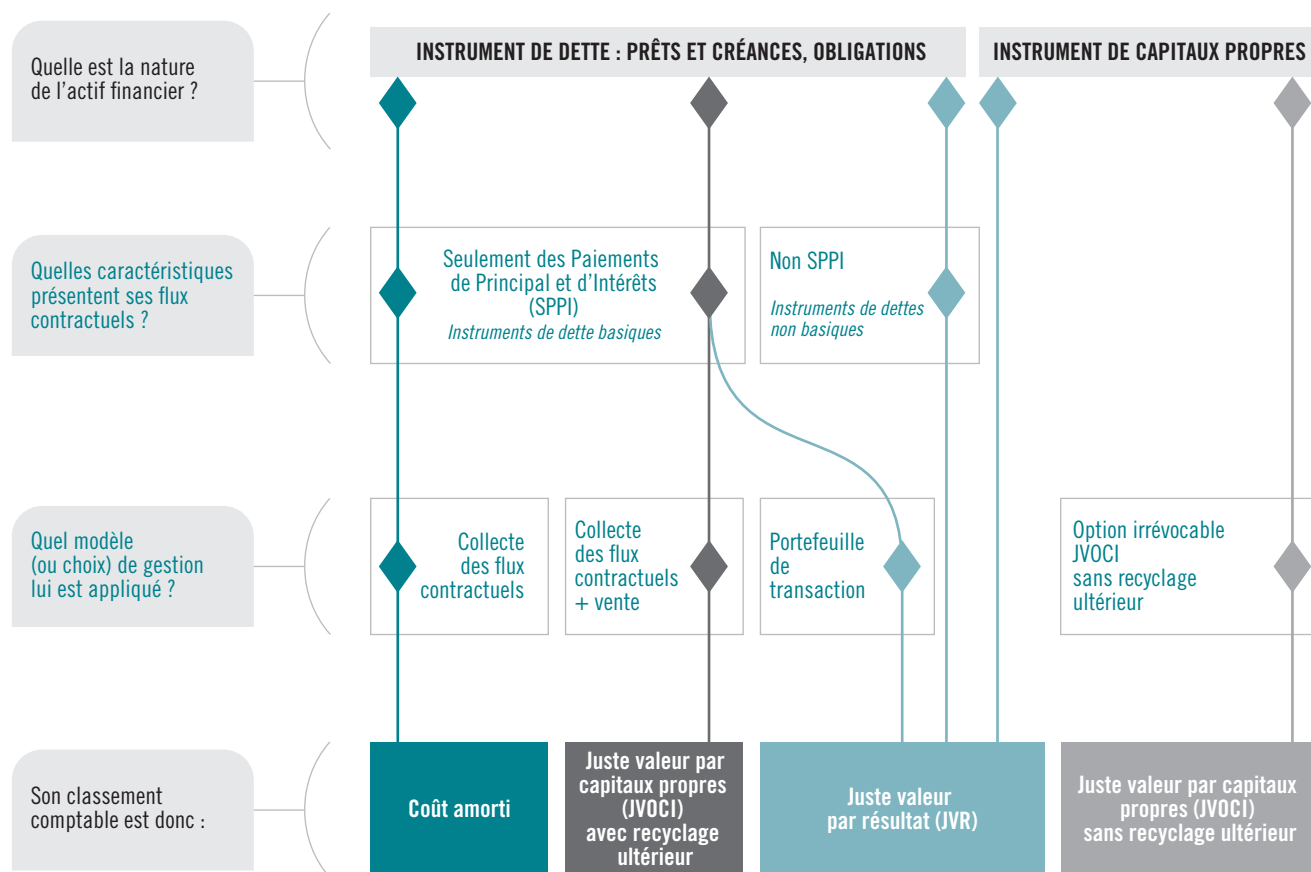 Quelle est la nature
de l'actif financier ?
INSTRUMENT DE DETTE : PRÊTS ET CRÉANCES, OBLIGATIONS
INSTRUMENT DE CAPITAUX PROPRES
Quelles caractéristiques
présentent ses flux
contractuels ?
Seulement des Paiements
de Principal et d'Intérêts
(SPPI)
Instruments de dette basiques
Non SPPI
Instruments de dettes
non basiques
Quel modèle
(ou choix) de gestion
lui est appliqué ?
Collecte
des flux
contractuels
Collecte
des flux
contractuels
+ vente
Portefeuille
de
transaction
Option irrévocable
JVOCI
sans recyclage
ultérieur
Son classement
comptable est donc :
Coût amorti
Juste valeur par
capitaux propres
(JVOCI)
avec recyclage
ultérieur
Juste valeur
par résultat (JVR)
Juste valeur par capitaux
propres (JVOCI)
sans recyclage ultérieur